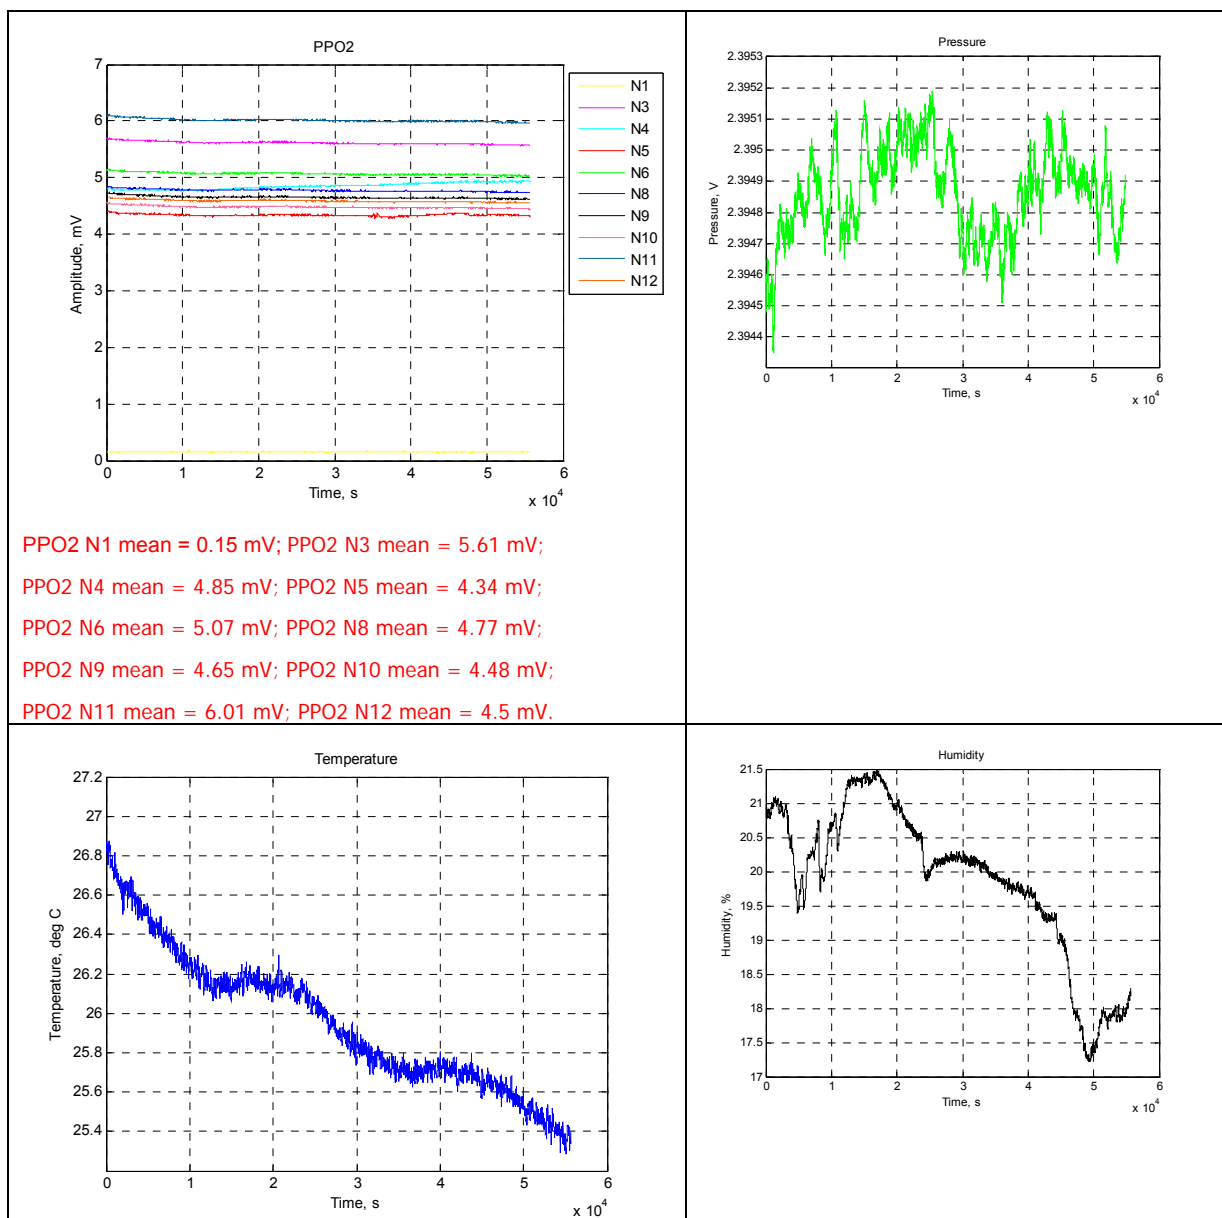 PPO2
7
6
5
4
3
2
1
0
Amplitude, mV
0 1 2 3 4 5 6
Time, s
x 10^4
N1
N3
N4
N5
N6
N8
N9
N10
N11
N12
PPO2 N1 mean = 0.15 mV; PPO2 N3 mean = 5.61 mV;
PPO2 N4 mean = 4.85 mV; PPO2 N5 mean = 4.34 mV;
PPO2 N6 mean = 5.07 mV; PPO2 N8 mean = 4.77 mV;
PPO2 N9 mean = 4.65 mV; PPO2 N10 mean = 4.48 mV;
PPO2 N11 mean = 6.01 mV; PPO2 N12 mean = 4.5 mV.
Pressure
2.3953
2.3952
2.3951
2.395
2.3949
2.3948
2.3947
2.3946
2.3945
2.3944
Pressure, V
0 1 2 3 4 5 6
Time, s
x 10^4
Temperature
27.2
27
26.8
26.6
26.4
26.2
26
25.8
25.6
25.4
Temperature, deg C
0 1 2 3 4 5 6
Time, s
x 10^4
Humidity
21.5
21
20.5
20
19.5
19
18.5
18
17.5
17
Humidity, %
0 1 2 3 4 5 6
Time, s
x 10^4